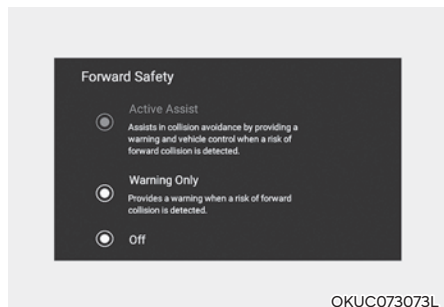 Forward Safety
Active Assist
Assists in collision avoidance by providing a
warning and vehicle control when a risk of
forward collision is detected.
Warning Only
Provides a warning when a risk of forward
collision is detected.
Off
OKUC073073L